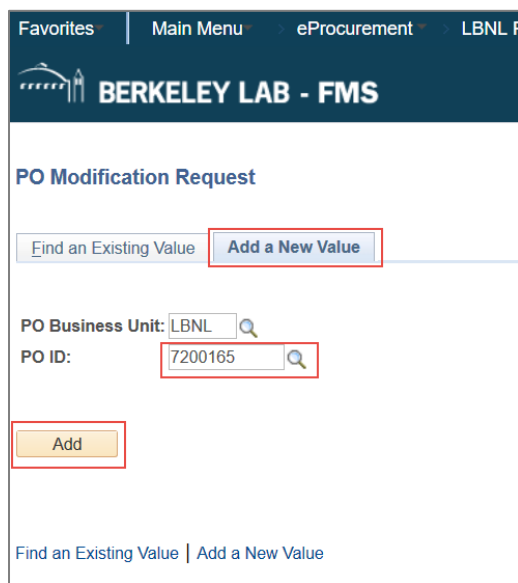 Favorites Main Menu eProcurement LBNL
BERKELEY LAB - FMS
PO Modification Request
Find an Existing Value Add a New Value
PO Business Unit: LBNL
PO ID: 7200165
Add
Find an Existing Value | Add a New Value